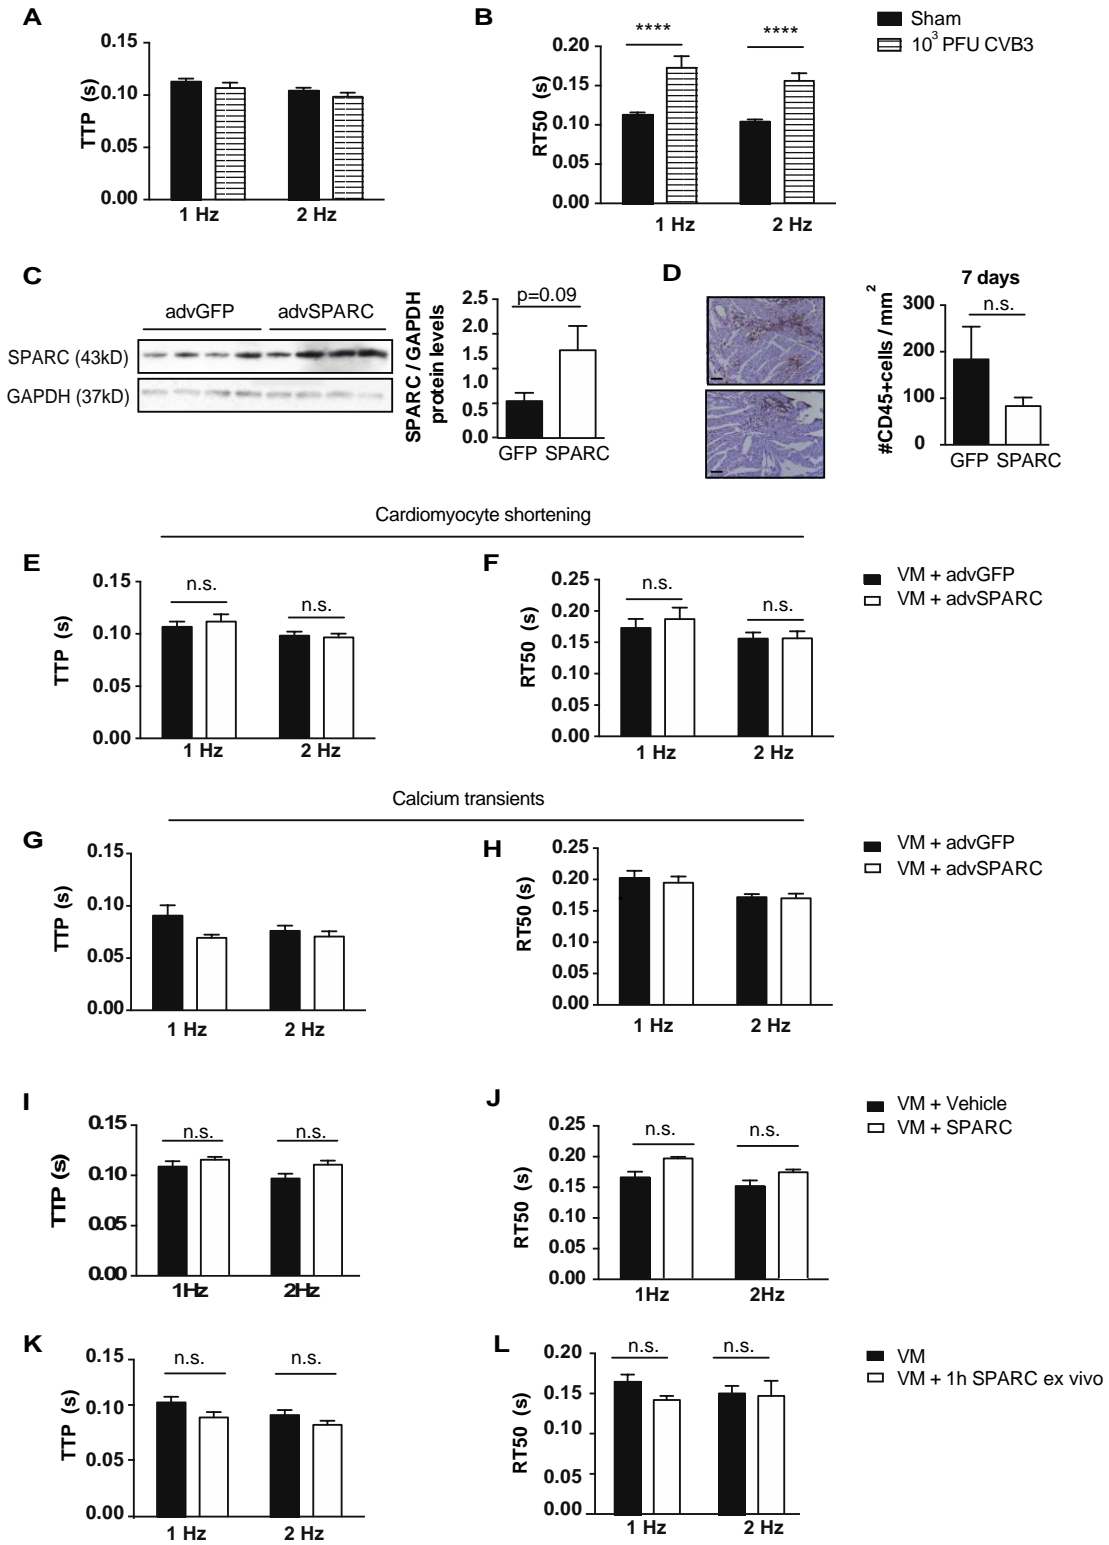 A
TTP (s)
0.15
0.10
0.05
0.00
1 Hz
2 Hz
B
RT50 (s)
0.20
0.15
0.10
0.05
0.00
****
****
1 Hz
2 Hz
Sham
10³ PFU CVB3
C
advGFP
advSPARC
SPARC (43kD)
GAPDH (37kD)
SPARC / GAPDH
protein levels
2.5
2.0
1.5
1.0
0.5
0.0
p=0.09
GFP SPARC
D
7 days
#CD45+cells / mm²
300
200
100
0
n.s.
GFP SPARC
Cardiomyocyte shortening
E
TTP (s)
0.15
0.10
0.05
0.00
n.s.
n.s.
1 Hz
2 Hz
F
RT50 (s)
0.25
0.20
0.15
0.10
0.05
0.00
n.s.
n.s.
1 Hz
2 Hz
VM + advGFP
VM + advSPARC
Calcium transients
G
TTP (s)
0.15
0.10
0.05
0.00
1 Hz
2 Hz
H
RT50 (s)
0.25
0.20
0.15
0.10
0.05
0.00
1 Hz
2 Hz
VM + advGFP
VM + advSPARC
I
TTP (s)
0.15
0.10
0.05
0.00
n.s.
n.s.
1Hz
2Hz
J
RT50 (s)
0.25
0.20
0.15
0.10
0.05
0.00
n.s.
n.s.
1Hz
2Hz
VM + Vehicle
VM + SPARC
K
TTP (s)
0.15
0.10
0.05
0.00
n.s.
n.s.
1 Hz
2 Hz
L
RT50 (s)
0.20
0.15
0.10
0.05
0.00
n.s.
n.s.
1 Hz
2 Hz
VM
VM + 1h SPARC ex vivo